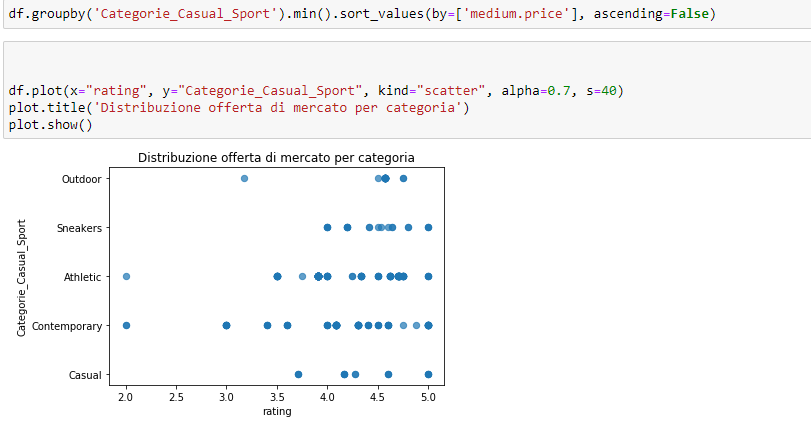 df.groupby('Categorie_Casual_Sport').min().sort_values(by=['medium.price'], ascending=False)
df.plot(x="rating", y="Categorie_Casual_Sport", kind="scatter", alpha=0.7, s=40)
plot.title('Distribuzione offerta di mercato per categoria')
plot.show()
Distribuzione offerta di mercato per categoria
Categorie_Casual_Sport
Outdoor
Sneakers
Athletic
Contemporary
Casual
2.0 2.5 3.0 3.5 4.0 4.5 5.0
rating